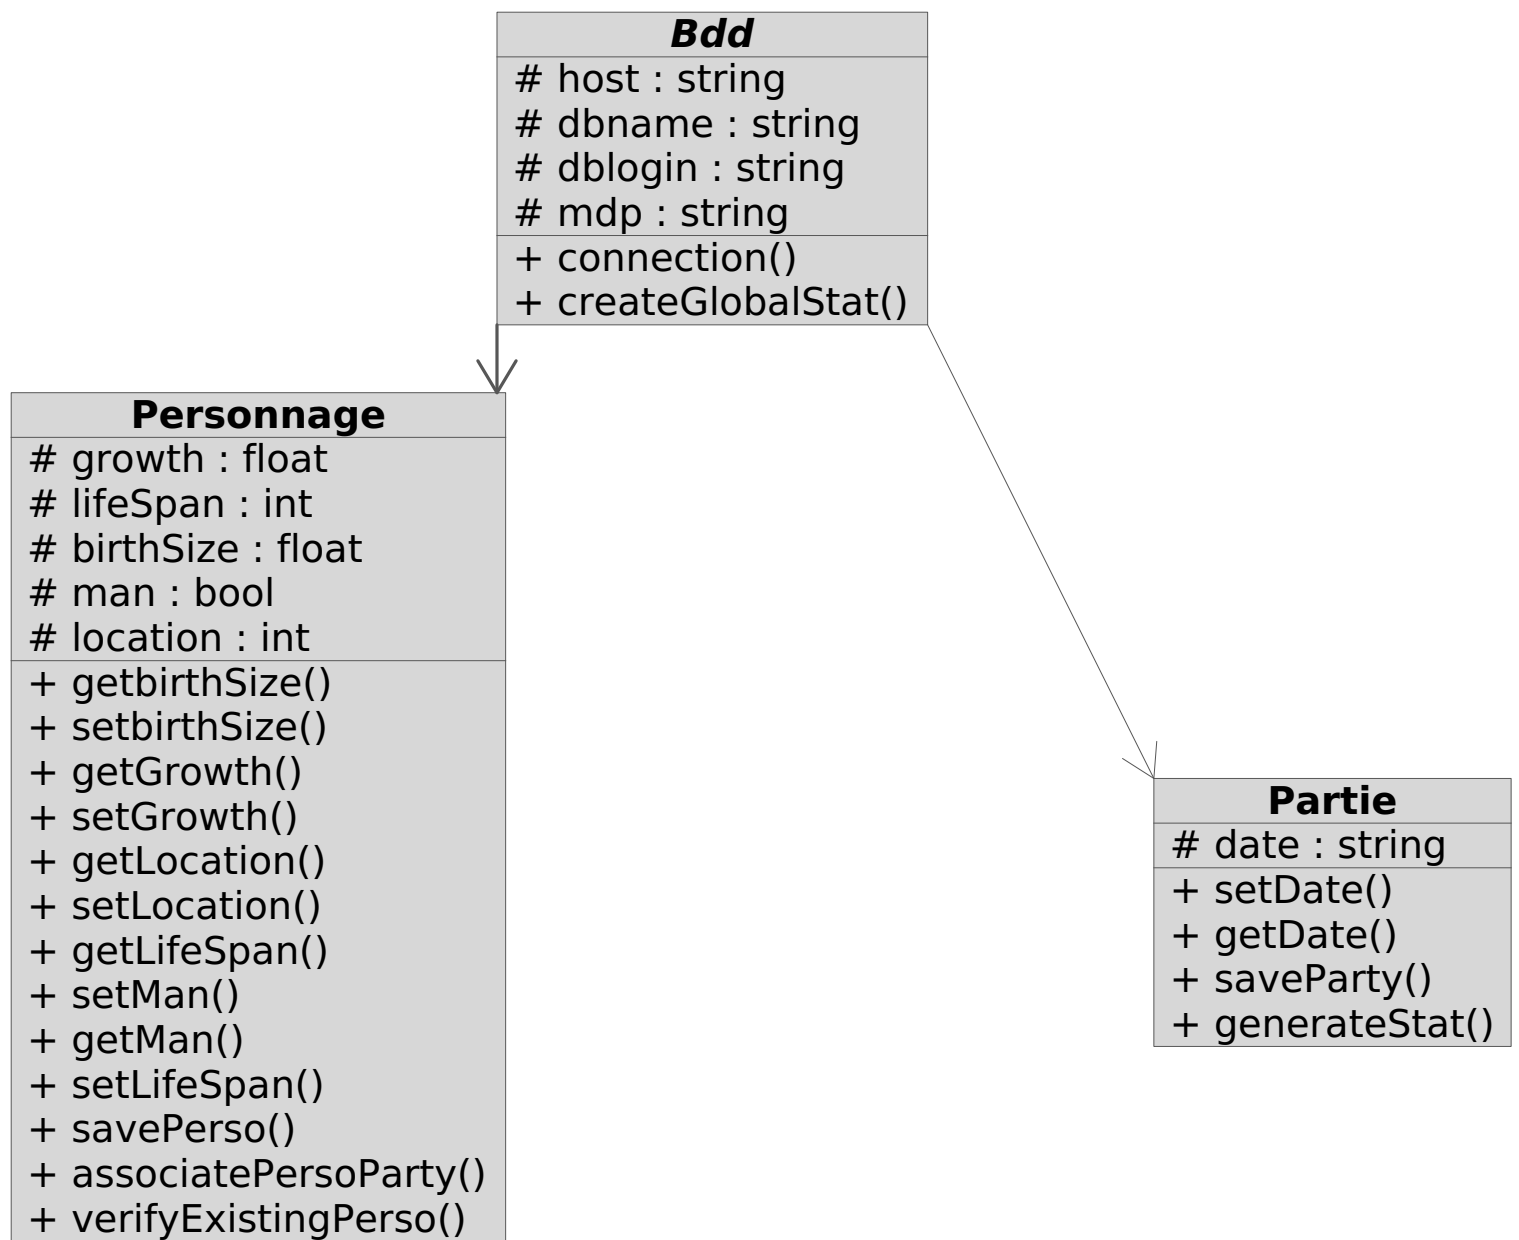 Bdd
# host : string
# dbname : string
# dblogin : string
# mdp : string
+ connection()
+ createGlobalStat()
Personnage
# growth : float
# lifeSpan : int
# birthSize : float
# man : bool
# location : int
+ getbirthSize()
+ setbirthSize()
+ getGrowth()
+ setGrowth()
+ getLocation()
+ setLocation()
+ getLifeSpan()
+ setMan()
+ getMan()
+ setLifeSpan()
+ savePerso()
+ associatePersoParty()
+ verifyExistingPerso()
Partie
# date : string
+ setDate()
+ getDate()
+ saveParty()
+ generateStat()